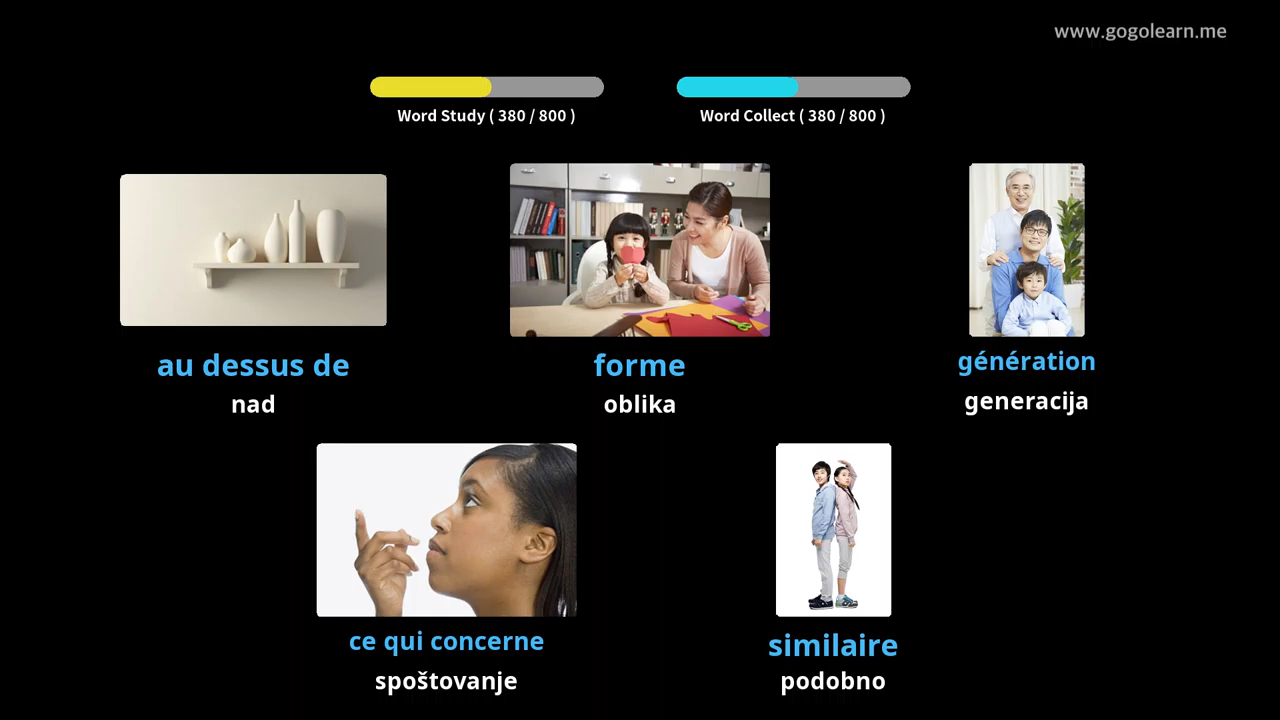 www.gogolearn.me
Word Study ( 380 / 800 )
Word Collect ( 380 / 800 )
au dessus de
nad
forme
oblika
génération
generacija
ce qui concerne
spoštovanje
similaire
podobno